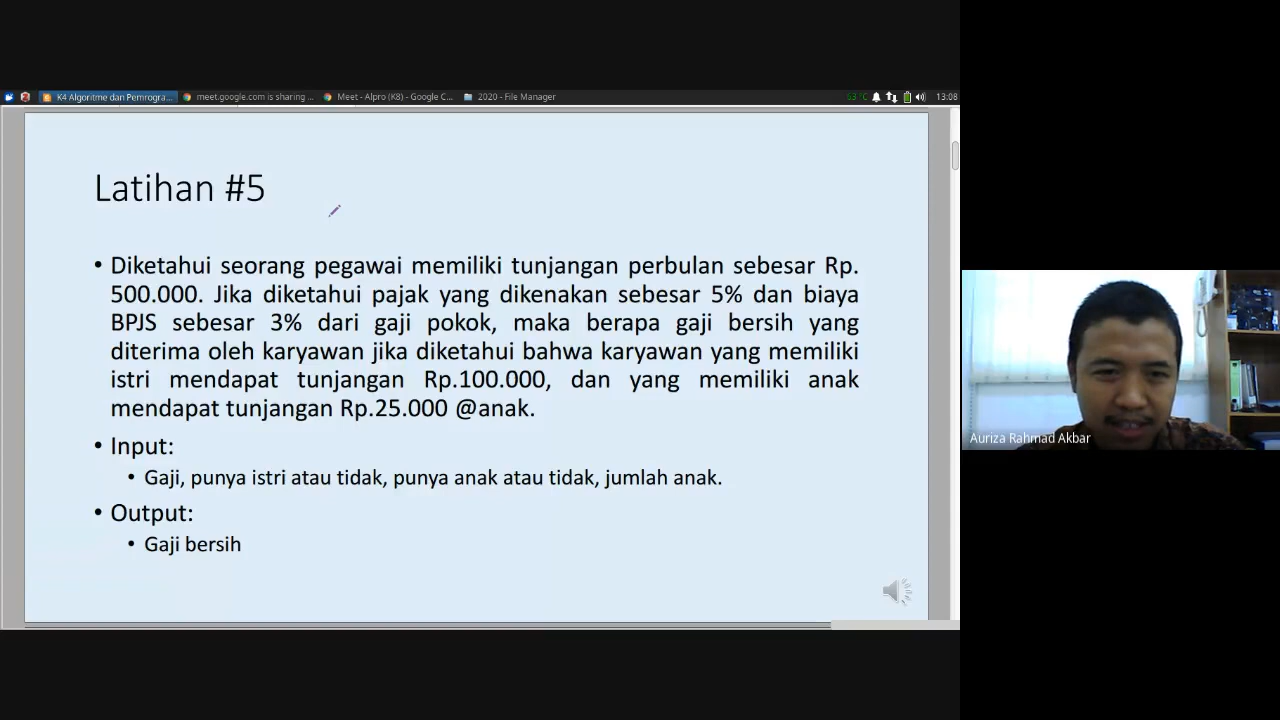 K4 Algoritme dan Pemrogra...
meet.google.com is sharing ...
Meet - Alpro (K8) - Google C...
2020 - File Manager
63°C
13:08
Latihan #5
• Diketahui seorang pegawai memiliki tunjangan perbulan sebesar Rp.
500.000. Jika diketahui pajak yang dikenakan sebesar 5% dan biaya
BPJS sebesar 3% dari gaji pokok, maka berapa gaji bersih yang
diterima oleh karyawan jika diketahui bahwa karyawan yang memiliki
istri mendapat tunjangan Rp.100.000, dan yang memiliki anak
mendapat tunjangan Rp.25.000 @anak.
• Input:
• Gaji, punya istri atau tidak, punya anak atau tidak, jumlah anak.
• Output:
• Gaji bersih
Auriza Rahmad Akbar